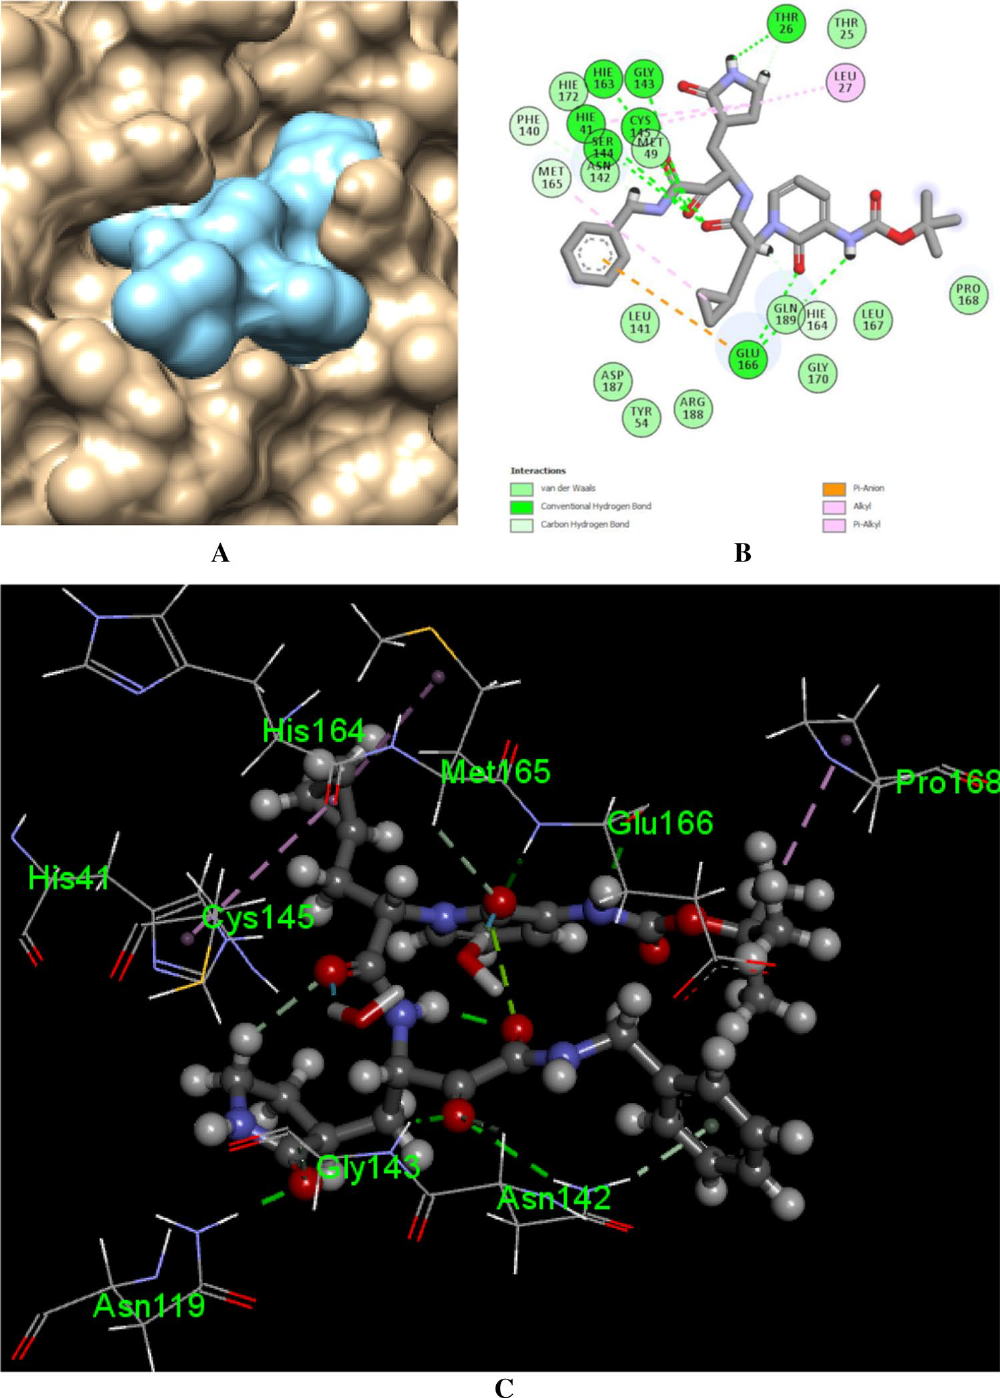 THR
26
THR
25
LEU
27
HIE
163
GLY
143
HIE
172
HIE
41
CYS
145
PHE
140
SER
144
MET
49
ASN
142
MET
165
PRO
168
GLN
189
HIE
164
LEU
167
LEU
141
GLU
166
GLY
170
ASP
187
TYR
54
ARG
188
Interactions
van der Waals
Conventional Hydrogen Bond
Carbon Hydrogen Bond
Pi-Anion
Alkyl
Pi-Alkyl
A
B
His164
Met165
Pro168
Glu166
His41
Cys145
Gly143
Asn142
Asn119
C